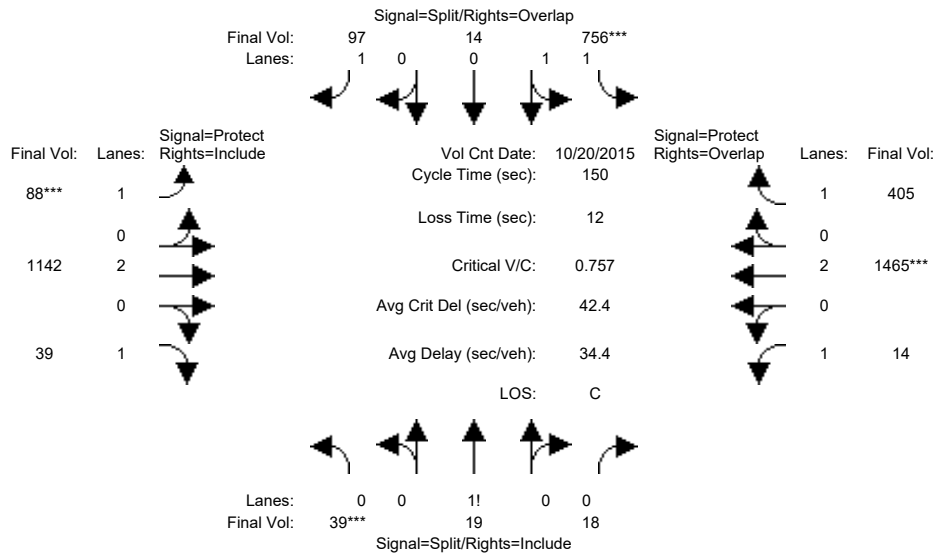 Signal=Split/Rights=Overlap
Final Vol: 97 14 756***
Lanes: 1 0 0 1 1
Signal=Protect Signal=Protect
Final Vol: Lanes: Rights=Include Vol Cnt Date: 10/20/2015 Rights=Overlap Lanes: Final Vol:
Cycle Time (sec): 150
88*** 1 1 405
Loss Time (sec): 12
0 0
1142 2 Critical V/C: 0.757 2 1465***
0 Avg Crit Del (sec/veh): 42.4 0
39 1 Avg Delay (sec/veh): 34.4 1 14
LOS: C
Lanes: 0 0 1! 0 0
Final Vol: 39*** 19 18
Signal=Split/Rights=Include